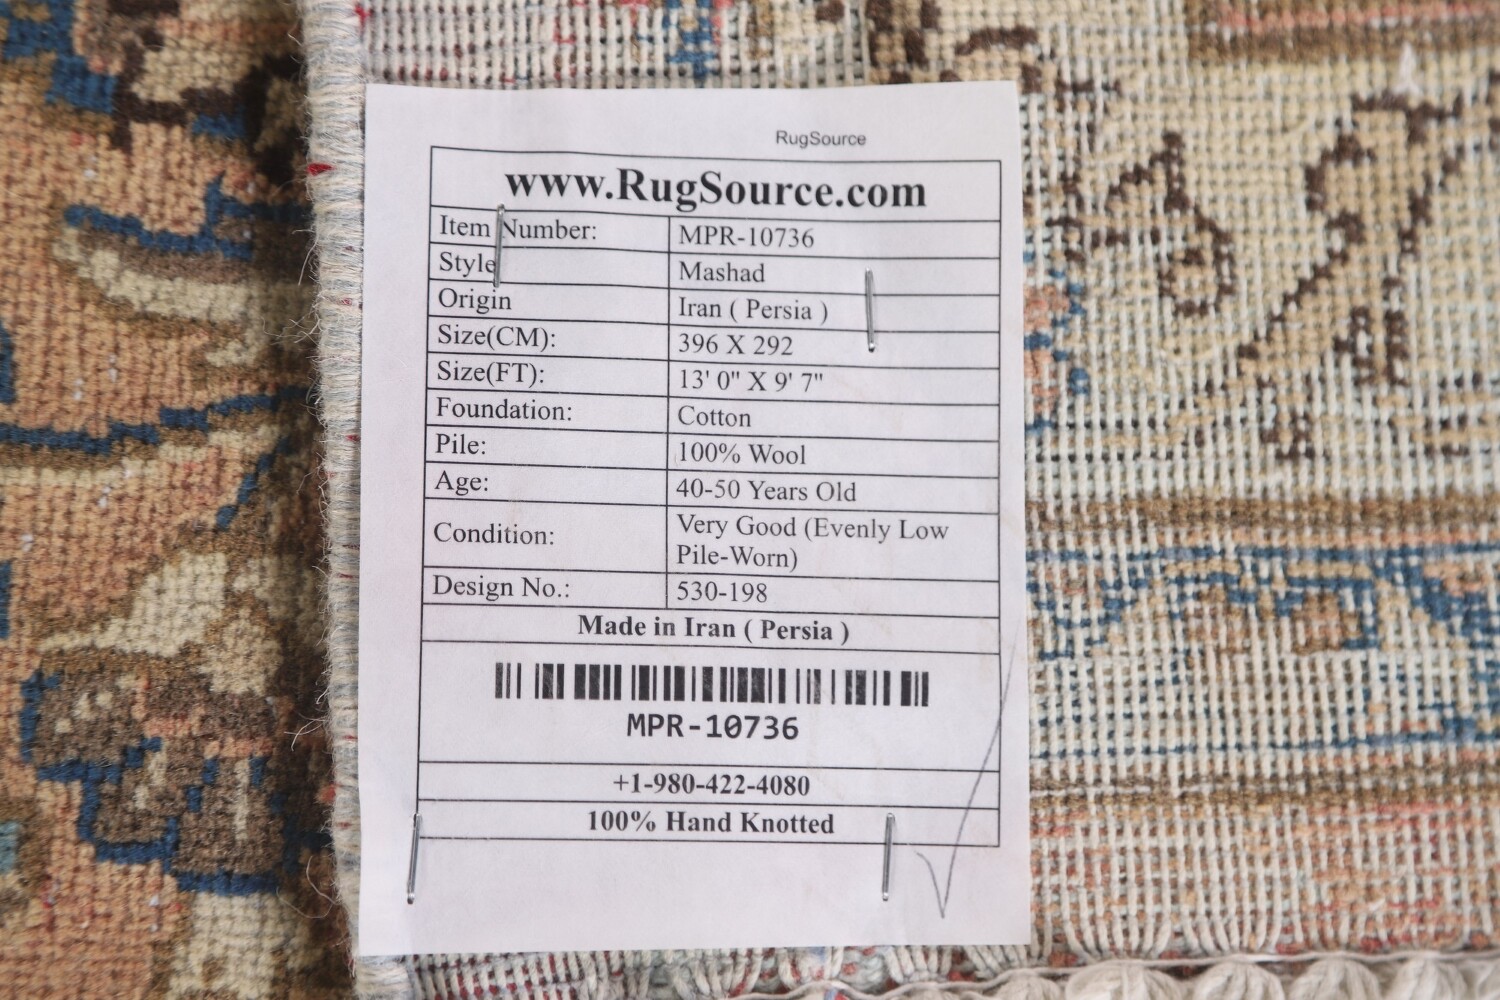 RugSource
www.RugSource.com
Item Number: MPR-10736
Style Mashad
Origin Iran ( Persia )
Size(CM): 396 X 292
Size(FT): 13' 0" X 9' 7"
Foundation: Cotton
Pile: 100% Wool
Age: 40-50 Years Old
Condition: Very Good (Evenly Low
Pile-Worn)
Design No.: 530-198
Made in Iran ( Persia )
MPR-10736
+1-980-422-4080
100% Hand Knotted